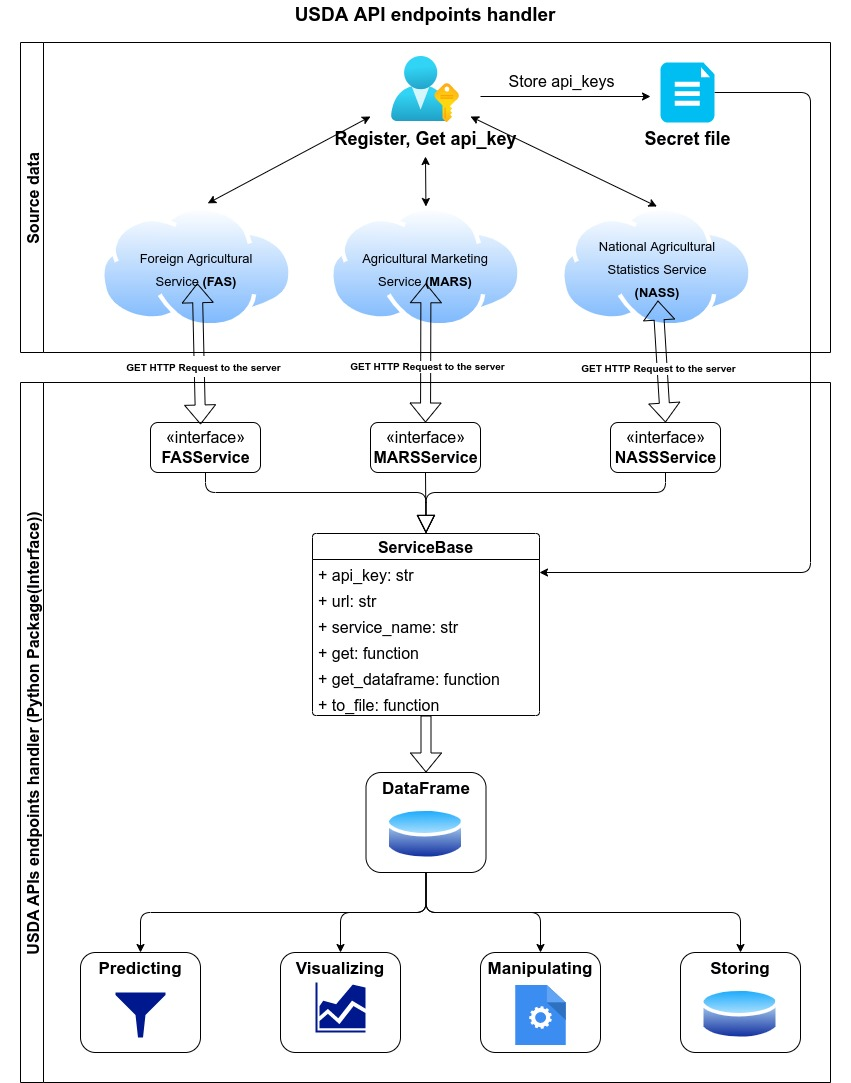 USDA API endpoints handler
Source data
Store api_keys
Register, Get api_key
Secret file
Foreign Agricultural
Service (FAS)
Agricultural Marketing
Service (MARS)
National Agricultural
Statistics Service
(NASS)
GET HTTP Request to the server
GET HTTP Request to the server
GET HTTP Request to the server
USDA APIs endpoints handler (Python Package(Interface))
«interface»
FASService
«interface»
MARSService
«interface»
NASSService
ServiceBase
+ api_key: str
+ url: str
+ service_name: str
+ get: function
+ get_dataframe: function
+ to_file: function
DataFrame
Predicting
Visualizing
Manipulating
Storing